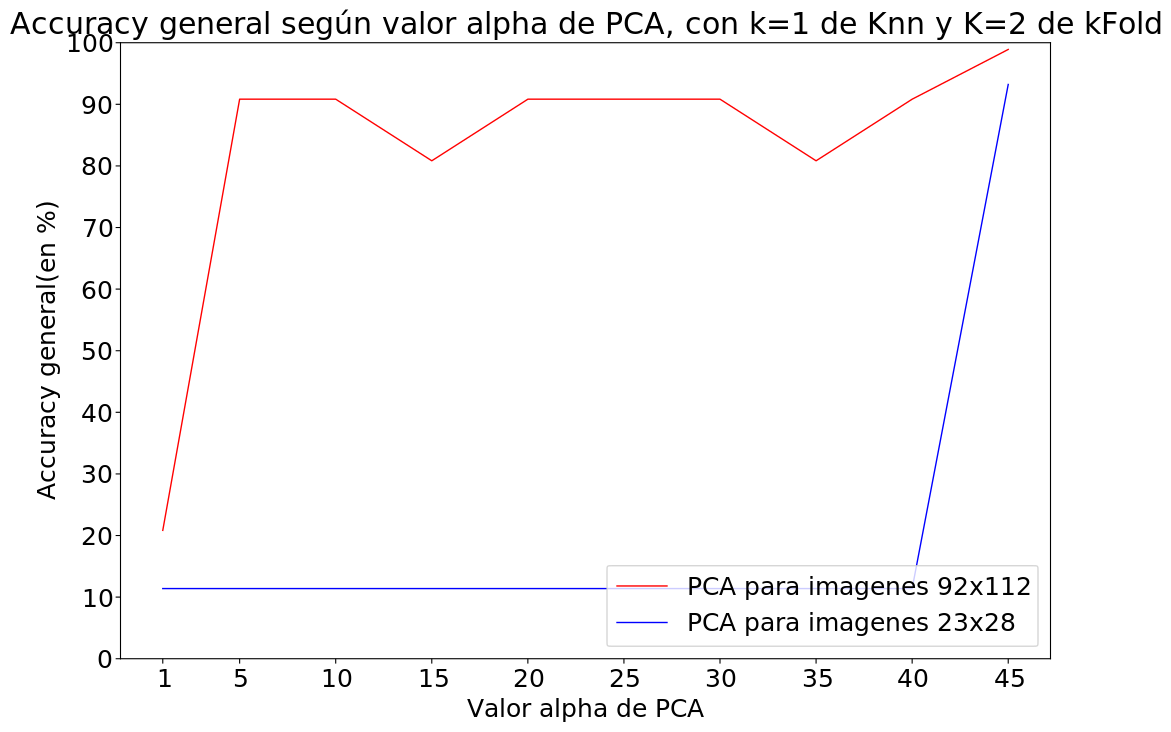 Accuracy general según valor alpha de PCA, con k=1 de Knn y K=2 de kFold
100
90
80
70
60
50
40
30
20
10
0
Accuracy general(en %)
PCA para imagenes 92x112
PCA para imagenes 23x28
1 5 10 15 20 25 30 35 40 45
Valor alpha de PCA